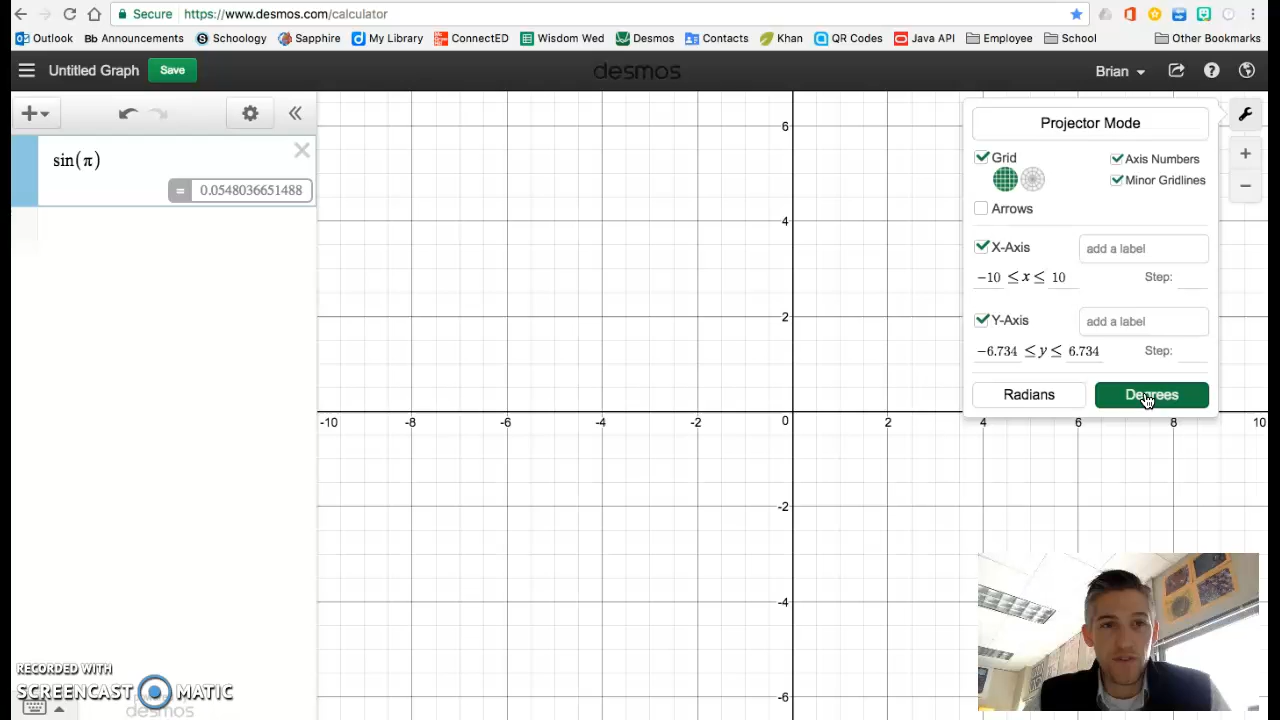 Secure https://www.desmos.com/calculator
Outlook Bb Announcements Schoology Sapphire My Library ConnectED Wisdom Wed Desmos Contacts Khan QR Codes Java API Employee School Other Bookmarks
Untitled Graph Save desmos Brian
sin(π)
= 0.0548036651488
Projector Mode
Grid Axis Numbers
Minor Gridlines
Arrows
X-Axis add a label
−10 ≤ x ≤ 10 Step:
Y-Axis add a label
−6.734 ≤ y ≤ 6.734 Step:
Radians Degrees
6
4
2
-10 -8 -6 -4 -2 0 2 4 6 8 10
-2
-4
-6
RECORDED WITH
SCREENCAST MATIC
desmos